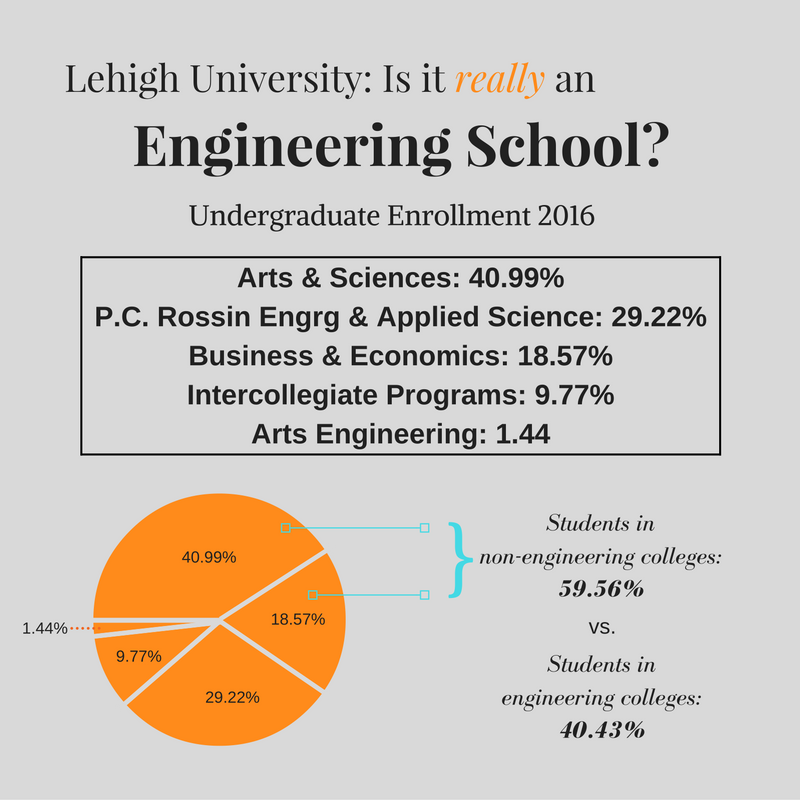 Lehigh University: Is it really an
Engineering School?
Undergraduate Enrollment 2016
Arts & Sciences: 40.99%
P.C. Rossin Engrg & Applied Science: 29.22%
Business & Economics: 18.57%
Intercollegiate Programs: 9.77%
Arts Engineering: 1.44
40.99%
18.57%
1.44%
9.77%
29.22%
}
Students in
non-engineering colleges:
59.56%
vs.
Students in
engineering colleges:
40.43%